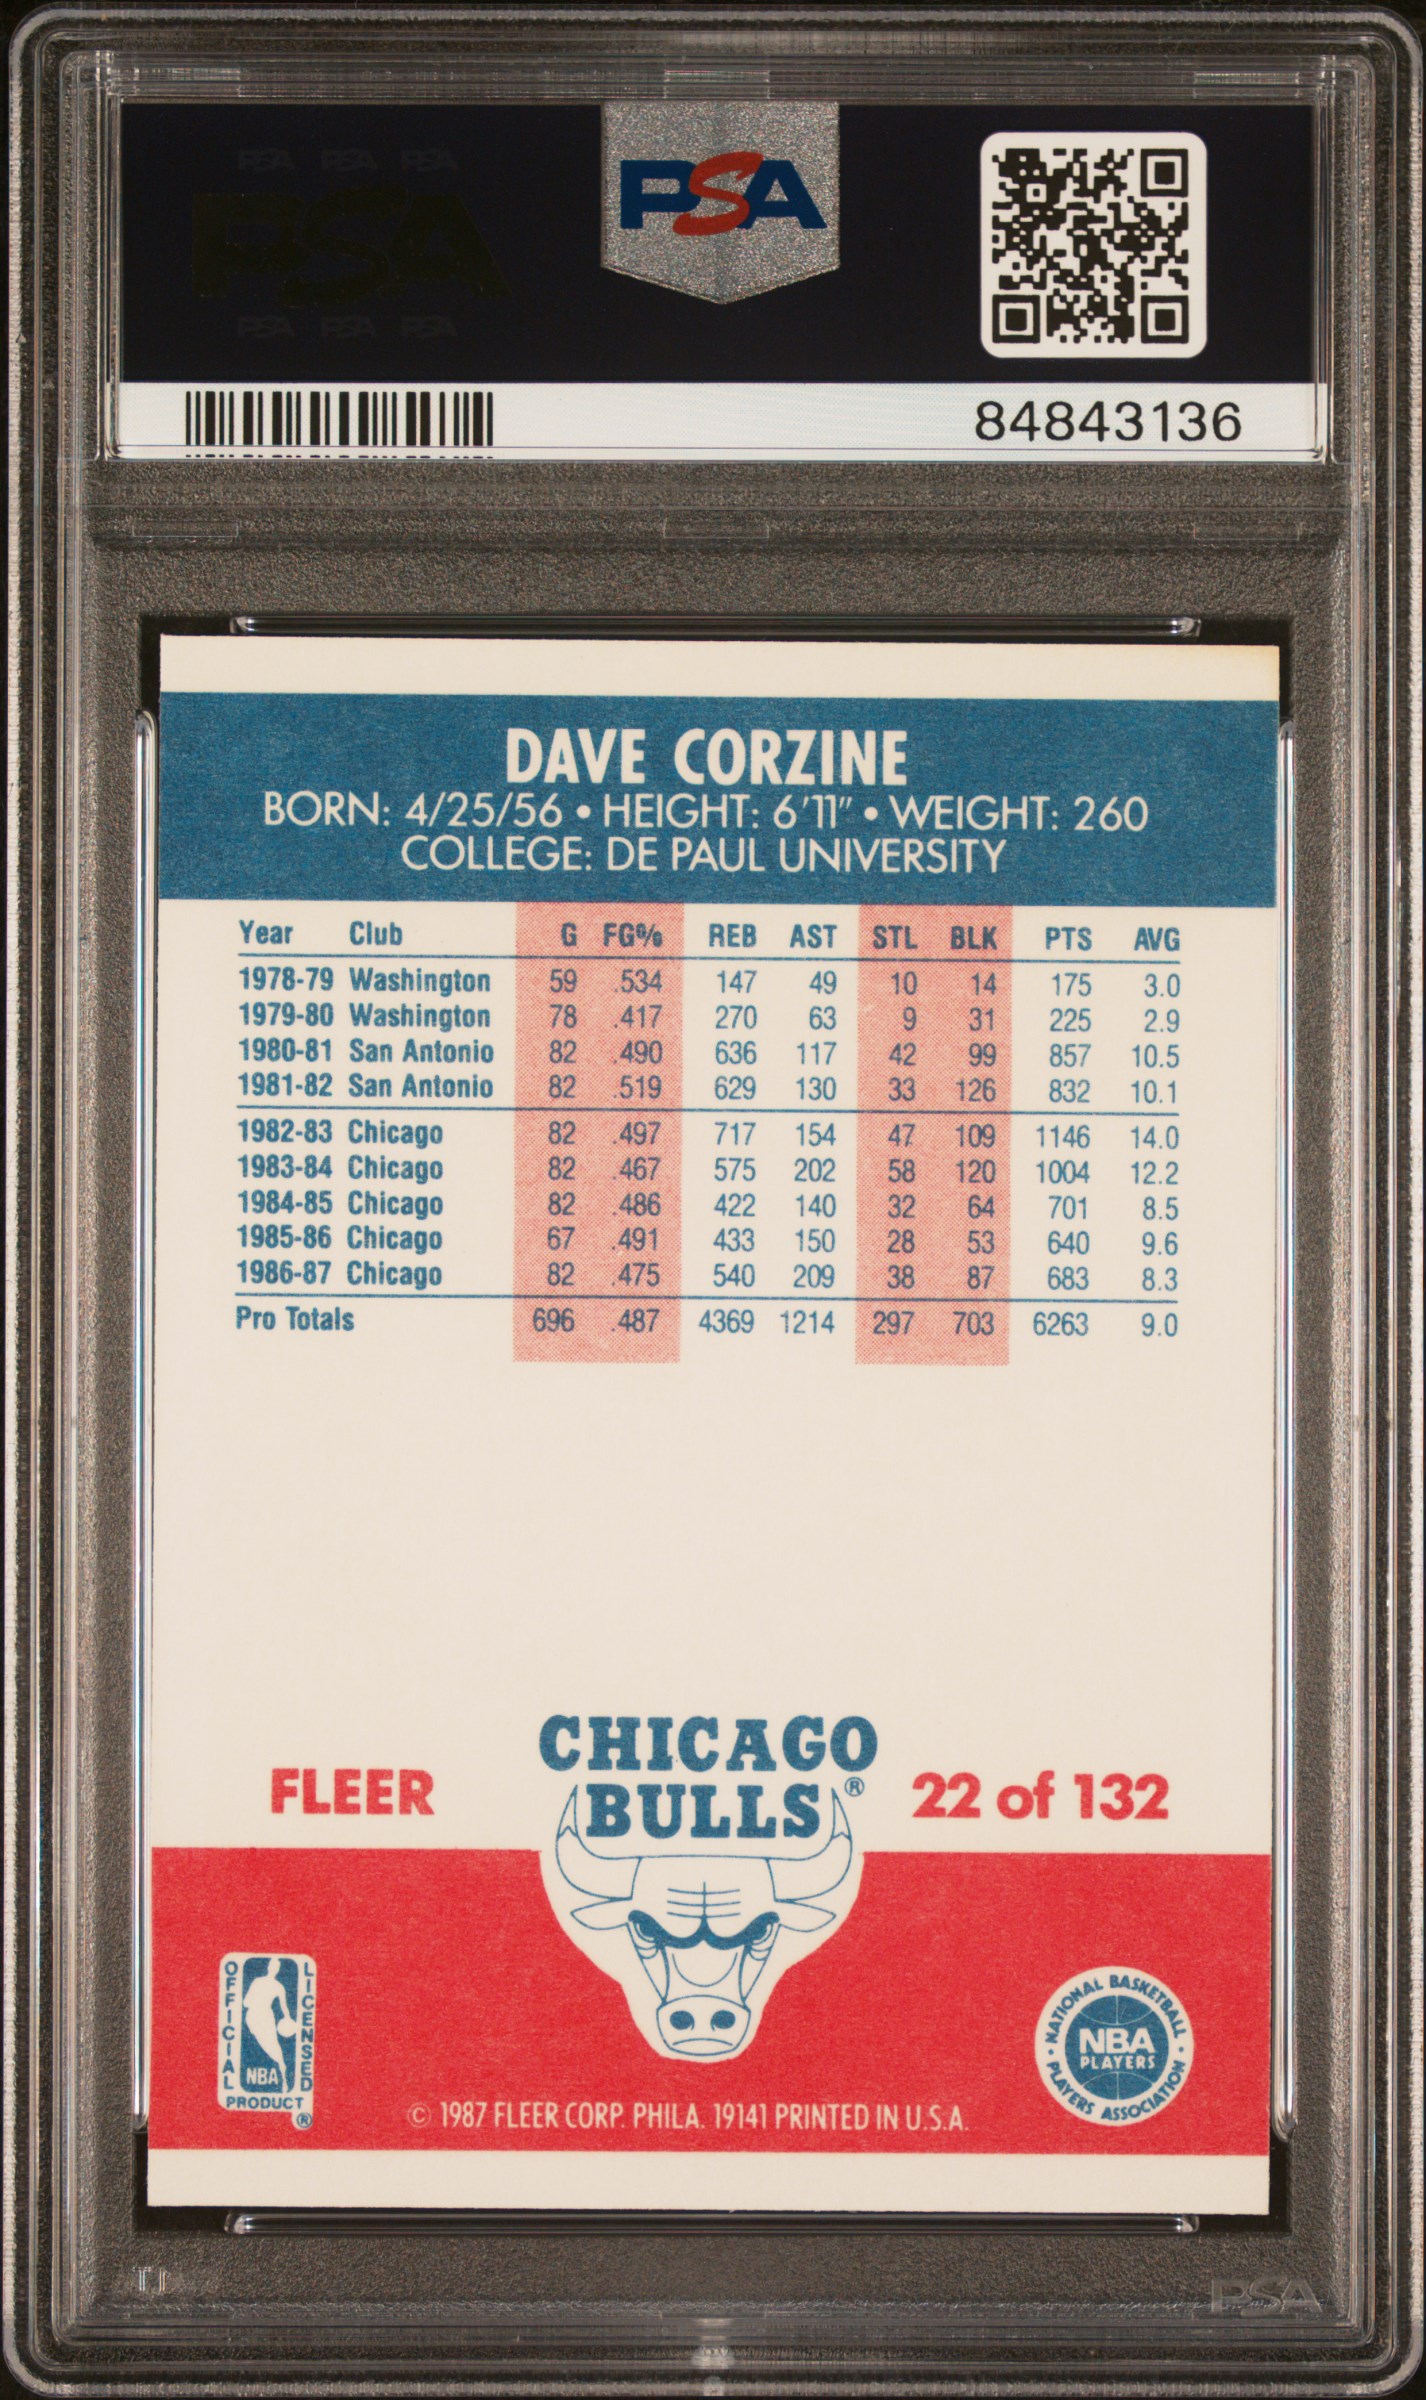 PSA PSA PSA
PSA
PSA PSA PSA
PSA
84843136
DAVE CORZINE
BORN: 4/25/56 • HEIGHT: 6'11" • WEIGHT: 260
COLLEGE: DE PAUL UNIVERSITY
Year Club G FG% REB AST STL BLK PTS AVG
1978-79 Washington 59 .534 147 49 10 14 175 3.0
1979-80 Washington 78 .417 270 63 9 31 225 2.9
1980-81 San Antonio 82 .490 636 117 42 99 857 10.5
1981-82 San Antonio 82 .519 629 130 33 126 832 10.1
1982-83 Chicago 82 .497 717 154 47 109 1146 14.0
1983-84 Chicago 82 .467 575 202 58 120 1004 12.2
1984-85 Chicago 82 .486 422 140 32 64 701 8.5
1985-86 Chicago 67 .491 433 150 28 53 640 9.6
1986-87 Chicago 82 .475 540 209 38 87 683 8.3
Pro Totals 696 .487 4369 1214 297 703 6263 9.0
CHICAGO
BULLS®
FLEER
22 of 132
OFFICIAL LICENSED
NBA
PRODUCT
®
NATIONAL BASKETBALL
NBA
PLAYERS
PLAYERS ASSOCIATION
© 1987 FLEER CORP. PHILA. 19141 PRINTED IN U.S.A.
PSA